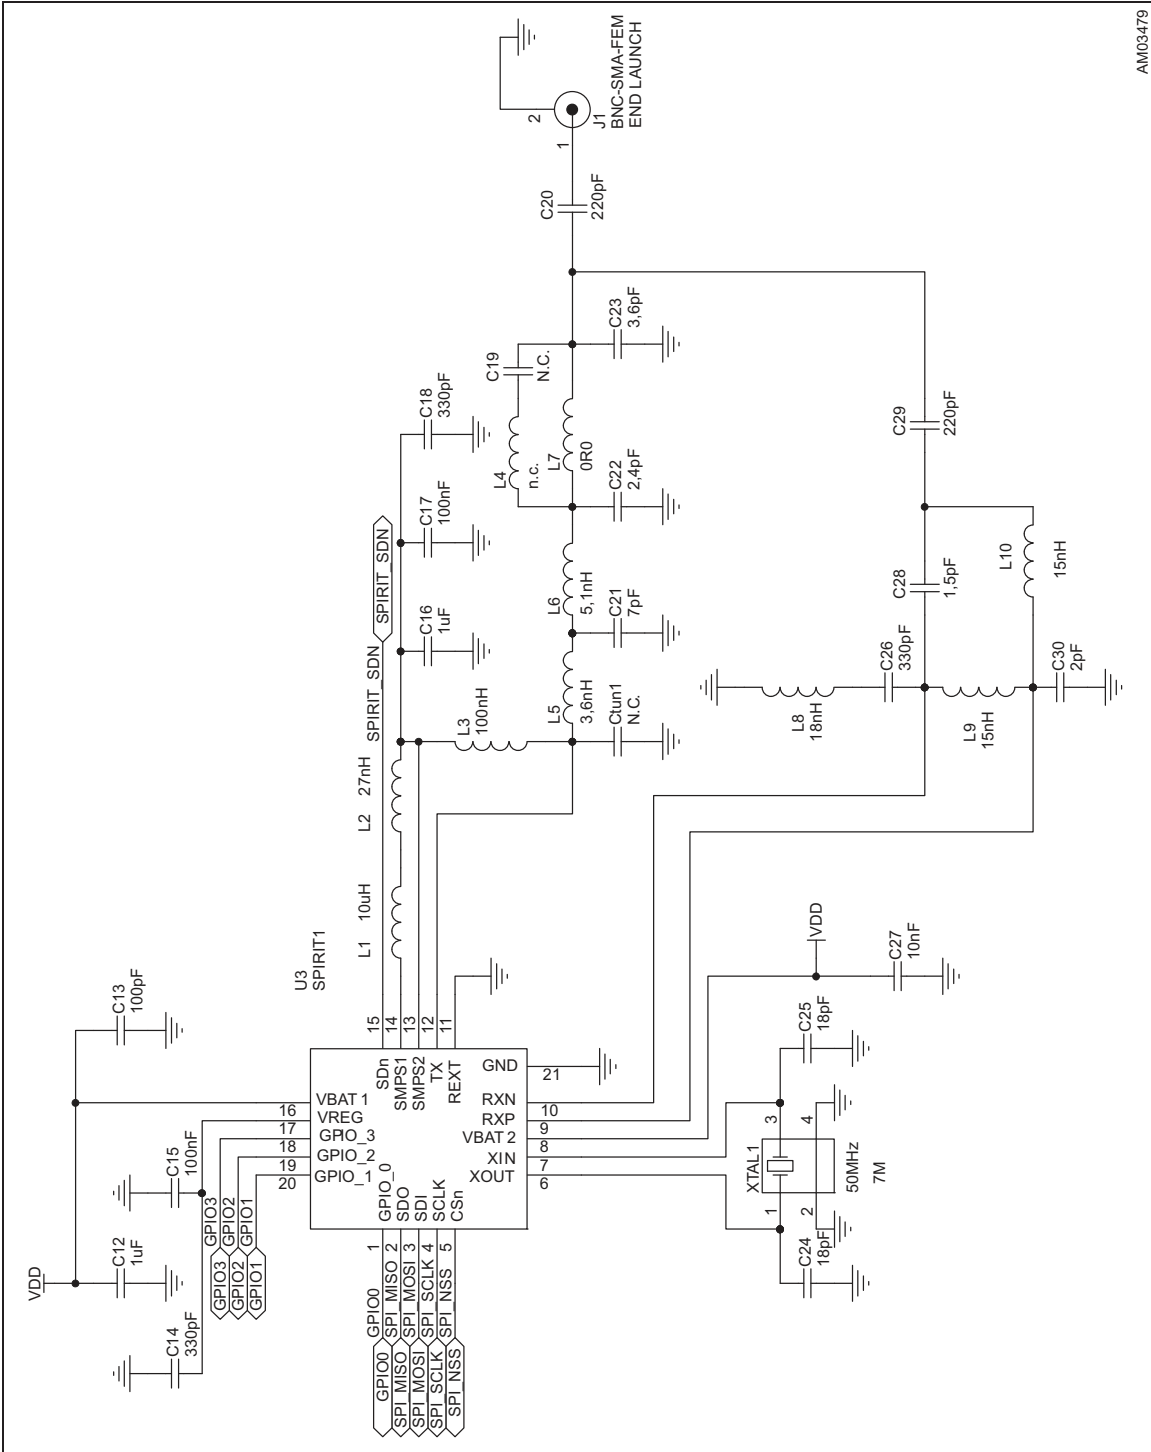 AM03479
2
1
J1
BNC-SMA-FEM
END LAUNCH
C20
220pF
C19
N.C.
C23
3,6pF
C18
330pF
L4
n.c.
L7
0R0
C22
2,4pF
C29
220pF
C17
100nF
SPIRIT_SDN
SPIRIT_SDN
C16
1uF
L6
5,1nH
C21
7pF
L5
3,6nH
Ctun1
N.C.
L3
100nH
L2 27nH
L1 10uH
C28
1,5pF
L10
15nH
C26
330pF
L8
18nH
L9
15nH
C30
2pF
U3
SPIRIT1
C13
100pF
15
14
13
12
11
SDn
SMPS1
SMPS2
TX
REXT
VBAT1
16
VREG
17
GPIO_3
18
GPIO_2
19
GPIO_1
20
GND
21
RXN
10
RXP
9
VBAT2
8
XIN
7
XOUT
6
GPIO_0
SDO
SDI
SCLK
CSn
1
2
3
4
5
VDD
C27
10nF
C25
18pF
XTAL1
3
4
1
2
50MHz
7M
C24
18pF
C15
100nF
VDD
C12
1uF
C14
330pF
GPIO3
GPIO2
GPIO1
GPIO3
GPIO2
GPIO1
GPIO0
SPI_MISO
SPI_MOSI
SPI_SCLK
SPI_NSS
GPIO0
SPI_MISO
SPI_MOSI
SPI_SCLK
SPI_NSS